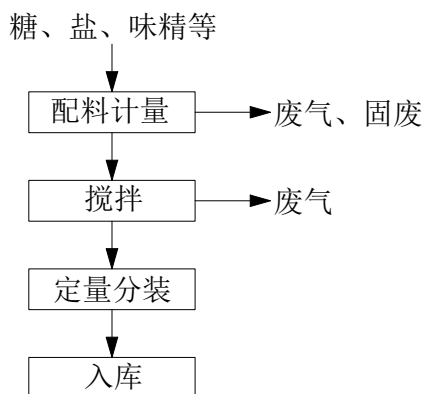 糖、盐、味精等
配料计量
废气、固废
搅拌
废气
定量分装
入库